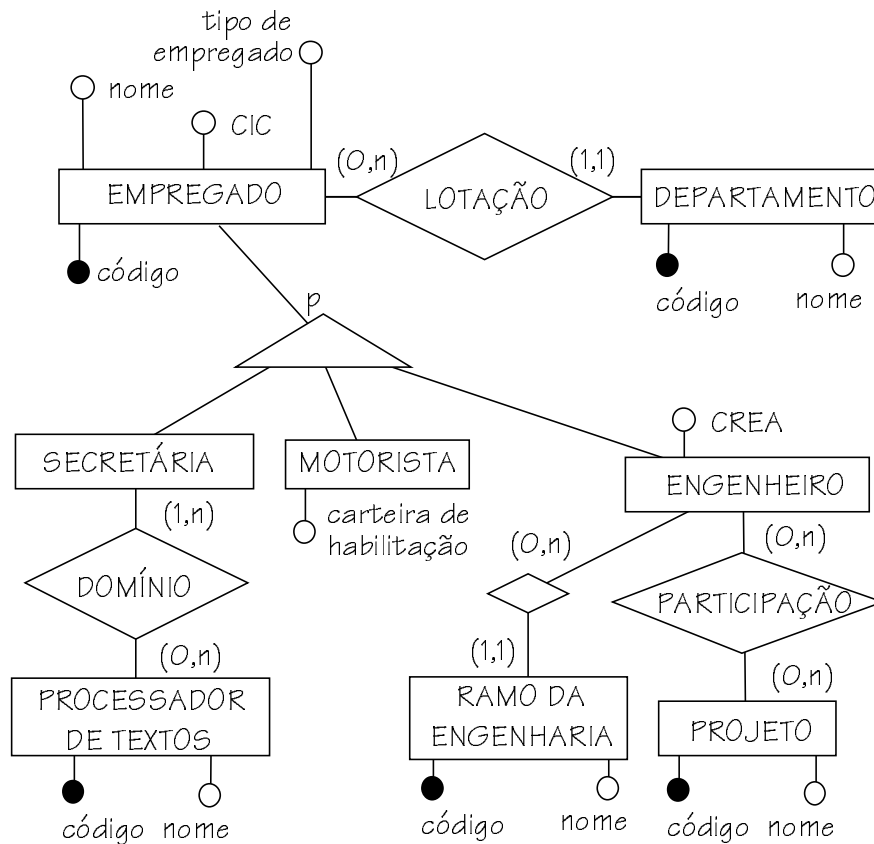 tipo de
empregado
nome
CIC
(0,n)
(1,1)
EMPREGADO
LOTAÇÃO
DEPARTAMENTO
código
código
nome
p
CREA
SECRETÁRIA
MOTORISTA
ENGENHEIRO
(1,n)
carteira de
habilitação
(0,n)
(0,n)
DOMÍNIO
PARTICIPAÇÃO
(0,n)
(1,1)
(0,n)
PROCESSADOR
DE TEXTOS
RAMO DA
ENGENHARIA
PROJETO
código
nome
código
nome
código
nome